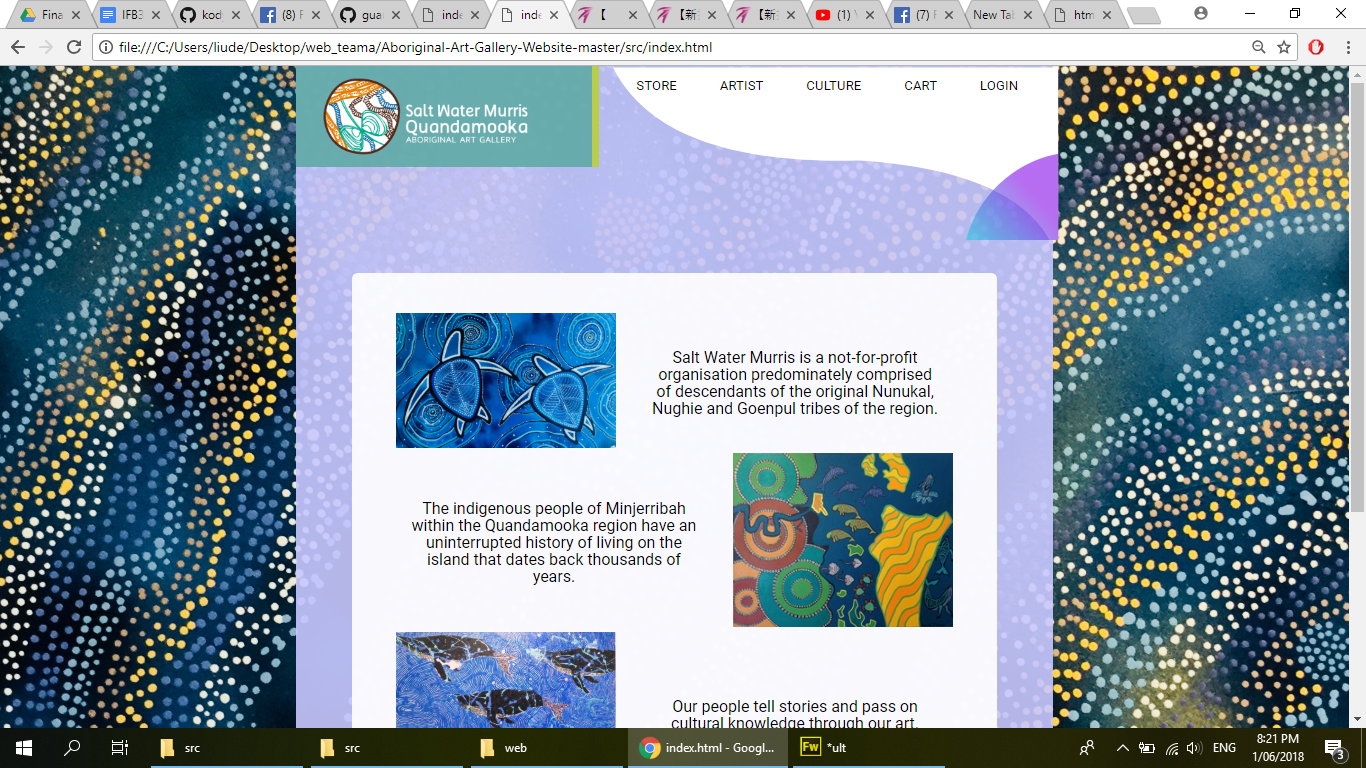 Fina
IFB3
kod
(8) F
gua
inde
inde
【
【新
【新
(1) Y
(7) F
New Ta
htm
file:///C:/Users/liude/Desktop/web_teama/Aboriginal-Art-Gallery-Website-master/src/index.html
STORE ARTIST CULTURE CART LOGIN
Salt Water Murris
Quandamooka
ABORIGINAL ART GALLERY
Salt Water Murris is a not-for-profit
organisation predominately comprised
of descendants of the original Nunukal,
Nughie and Goenpul tribes of the region.
The indigenous people of Minjerribah
within the Quandamooka region have an
uninterrupted history of living on the
island that dates back thousands of
years.
Our people tell stories and pass on
cultural knowledge through our art.
src
src
web
index.html - Googl...
Fw
*ult
ENG
8:21 PM
1/06/2018
3